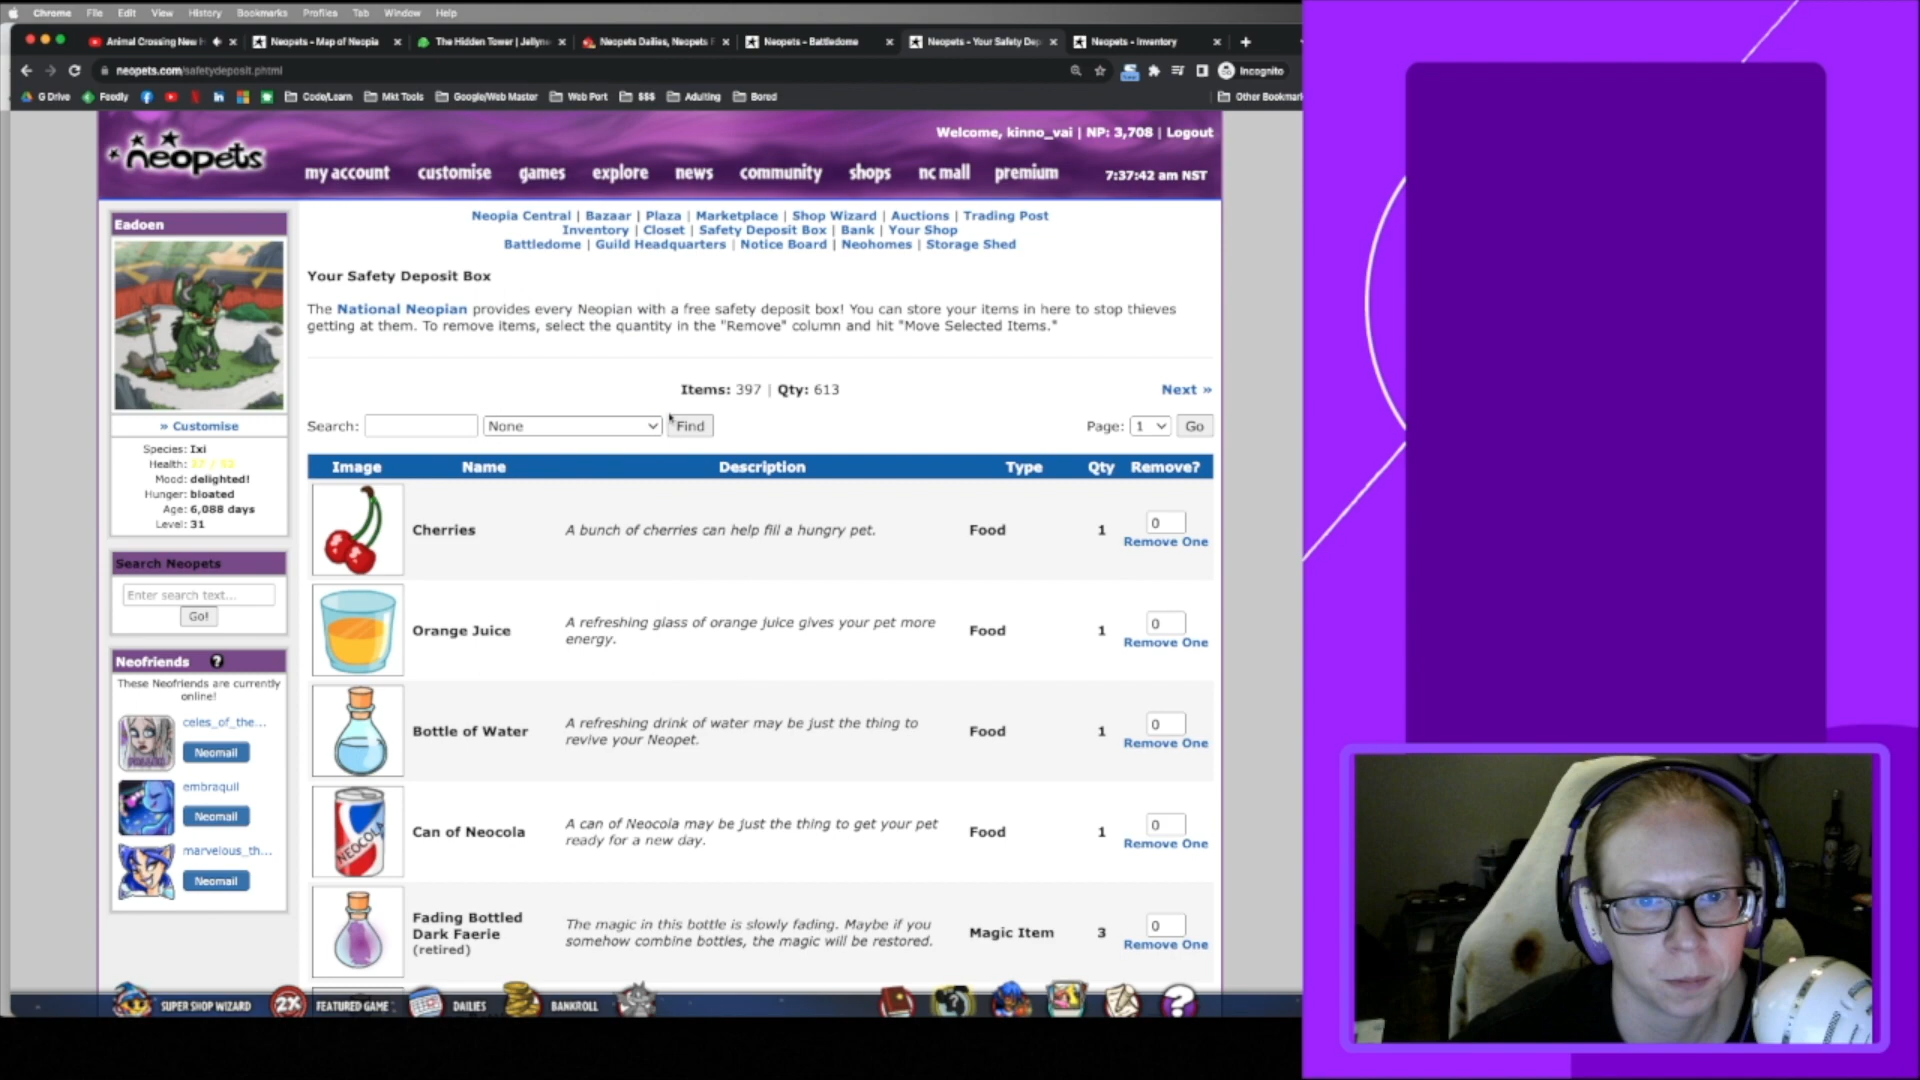 Chrome File Edit View History Bookmarks Profiles Tab Window Help
Animal Crossing New H
Neopets - Map of Neopia
The Hidden Tower | Jellyne
Neopets Dailies, Neopets F
Neopets - Battledome
Neopets - Your Safety Dep
Neopets - Inventory
neopets.com/safetydeposit.phtml
Incognito
G Drive Feedly Code/Learn Mkt Tools Google/Web Master Web Port $$$ Adulting Bored Other Bookmar
neopets
Welcome, kinno_vai | NP: 3,708 | Logout
my account customise games explore news community shops nc mall premium
7:37:42 am NST
Neopia Central | Bazaar | Plaza | Marketplace | Shop Wizard | Auctions | Trading Post
Inventory | Closet | Safety Deposit Box | Bank | Your Shop
Battledome | Guild Headquarters | Notice Board | Neohomes | Storage Shed
Eadoen
» Customise
Species: Ixi
Health:
Mood: delighted!
Hunger: bloated
Age: 6,088 days
Level: 31
Search Neopets
Enter search text...
Go!
Neofriends ?
These Neofriends are currently
online!
celes_of_the...
Neomail
embraquil
Neomail
marvelous_th...
Neomail
Your Safety Deposit Box
The National Neopian provides every Neopian with a free safety deposit box! You can store your items in here to stop thieves
getting at them. To remove items, select the quantity in the "Remove" column and hit "Move Selected Items."
Items: 397 | Qty: 613
Next »
Search: None Find
Page: 1 Go
Image Name Description Type Qty Remove?
Cherries
A bunch of cherries can help fill a hungry pet.
Food 1 0
Remove One
Orange Juice
A refreshing glass of orange juice gives your pet more
energy.
Food 1 0
Remove One
Bottle of Water
A refreshing drink of water may be just the thing to
revive your Neopet.
Food 1 0
Remove One
NEOCOLA
Can of Neocola
A can of Neocola may be just the thing to get your pet
ready for a new day.
Food 1 0
Remove One
Fading Bottled
Dark Faerie
(retired)
The magic in this bottle is slowly fading. Maybe if you
somehow combine bottles, the magic will be restored.
Magic Item 3 0
Remove One
SUPER SHOP WIZARD 2X FEATURED GAME DAILIES BANKROLL ?